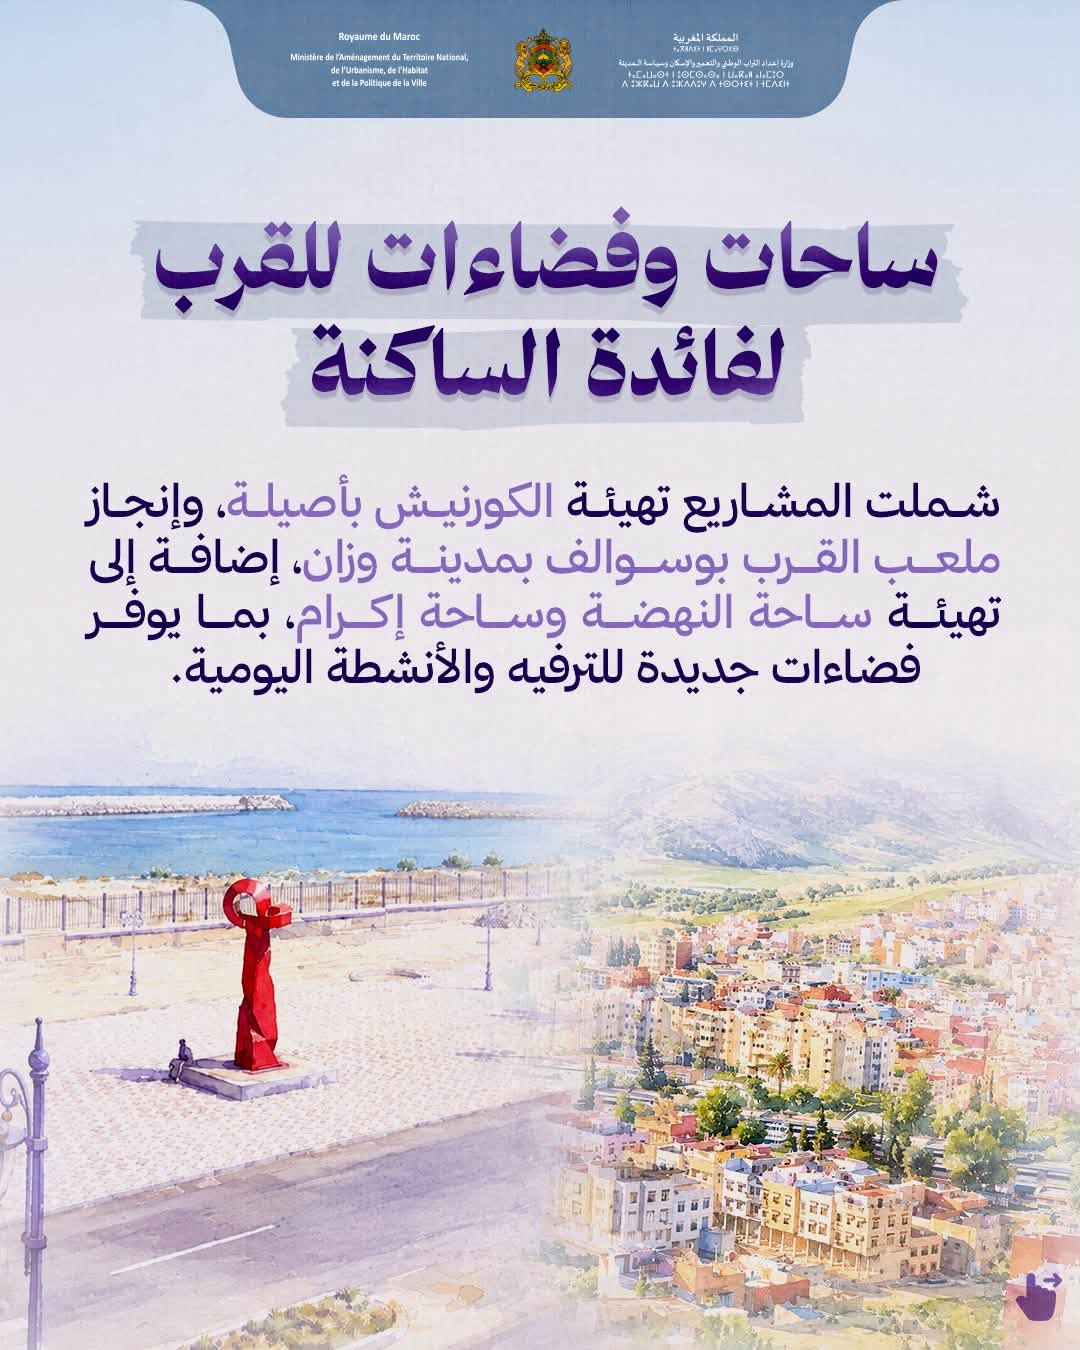 Royaume du Maroc
Ministère de l'Aménagement du Territoire National,
de l'Urbanisme, de l'Habitat
et de la Politique de la Ville
المملكة المغربية
وزارة إعداد التراب الوطني والتعمير والإسكان وسياسة المدينة
ساحات وفضاءات للقرب
لفائدة الساكنة
شملت المشاريع تهيئة الكورنيش بأصيلة، وإنجاز
ملعب القرب بوسوالف بمدينة وزان، إضافة إلى
تهيئة ساحة النهضة وساحة إكرام، بما يوفر
فضاءات جديدة للترفيه والأنشطة اليومية.